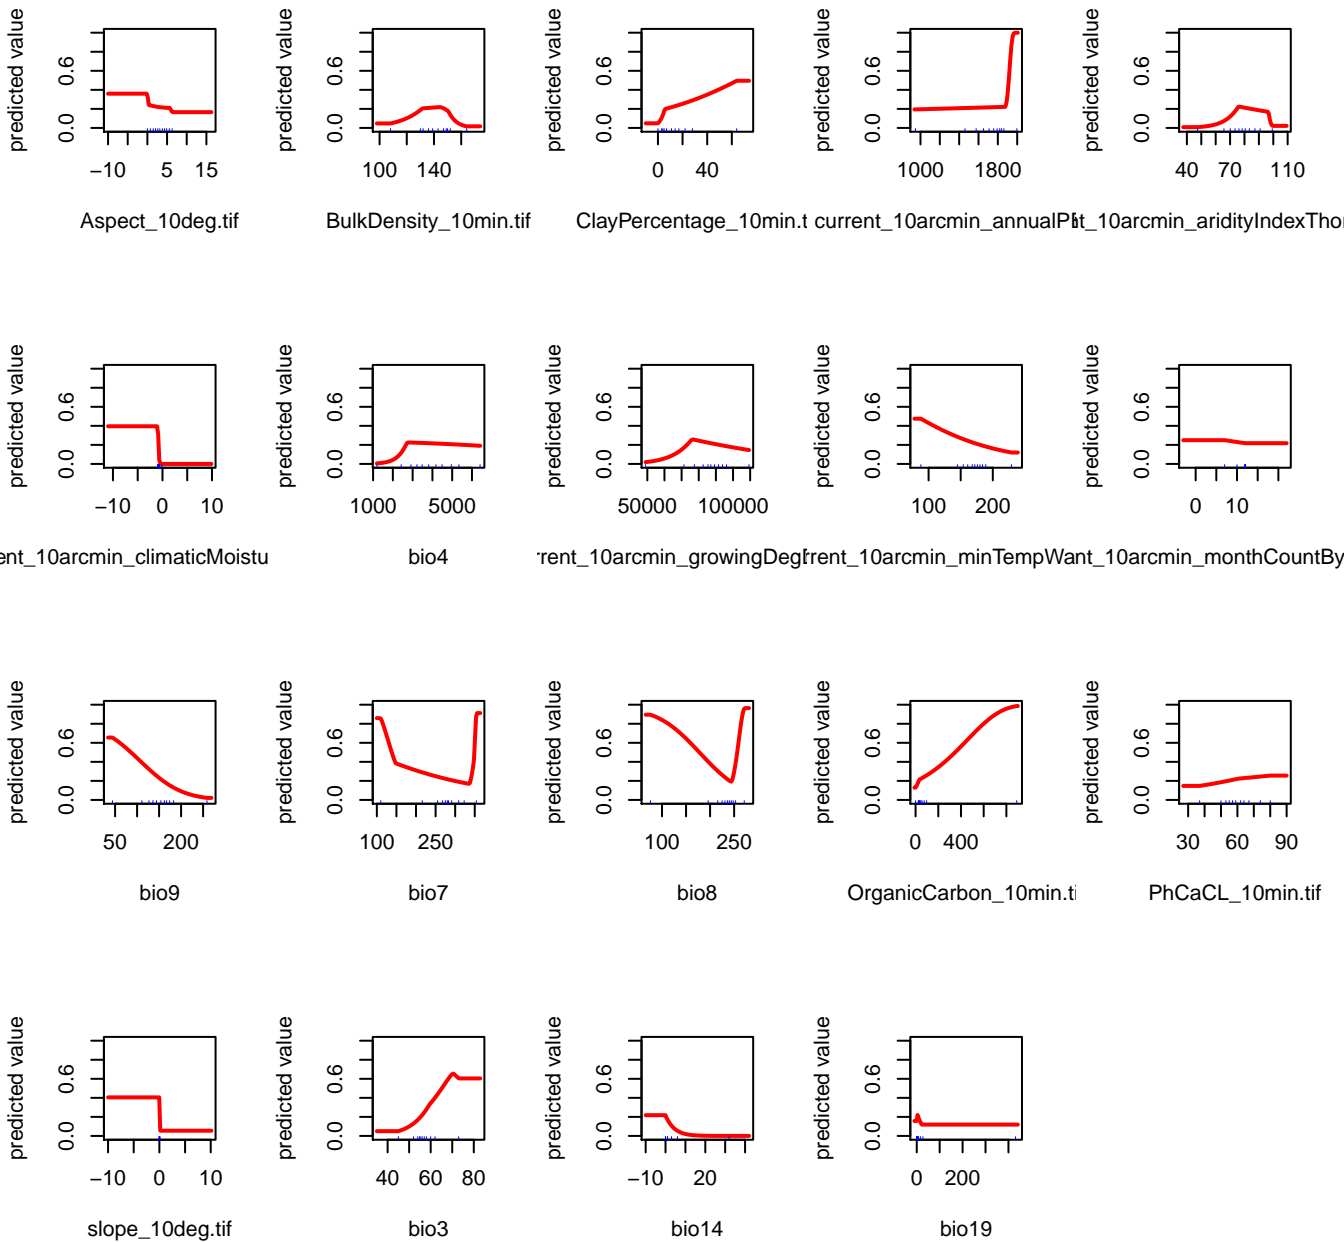 predicted value predicted value predicted value predicted value predicted value
0.0 0.6 0.0 0.6 0.0 0.6 0.0 0.6 0.0 0.6
−10 5 15 100 140 0 40 1000 1800 40 70 110
Aspect_10deg.tif BulkDensity_10min.tif ClayPercentage_10min.t current_10arcmin_annualPE t_10arcmin_aridityIndexThor
predicted value predicted value predicted value predicted value predicted value
0.0 0.6 0.0 0.6 0.0 0.6 0.0 0.6 0.0 0.6
−10 0 10 1000 5000 50000 100000 100 200 0 10
ent_10arcmin_climaticMoistu bio4 rrent_10arcmin_growingDegD rrent_10arcmin_minTempWa nt_10arcmin_monthCountBy
predicted value predicted value predicted value predicted value predicted value
0.0 0.6 0.0 0.6 0.0 0.6 0.0 0.6 0.0 0.6
50 200 100 250 100 250 0 400 30 60 90
bio9 bio7 bio8 OrganicCarbon_10min.ti PhCaCL_10min.tif
predicted value predicted value predicted value predicted value
0.0 0.6 0.0 0.6 0.0 0.6 0.0 0.6
−10 0 10 40 60 80 −10 20 0 200
slope_10deg.tif bio3 bio14 bio19